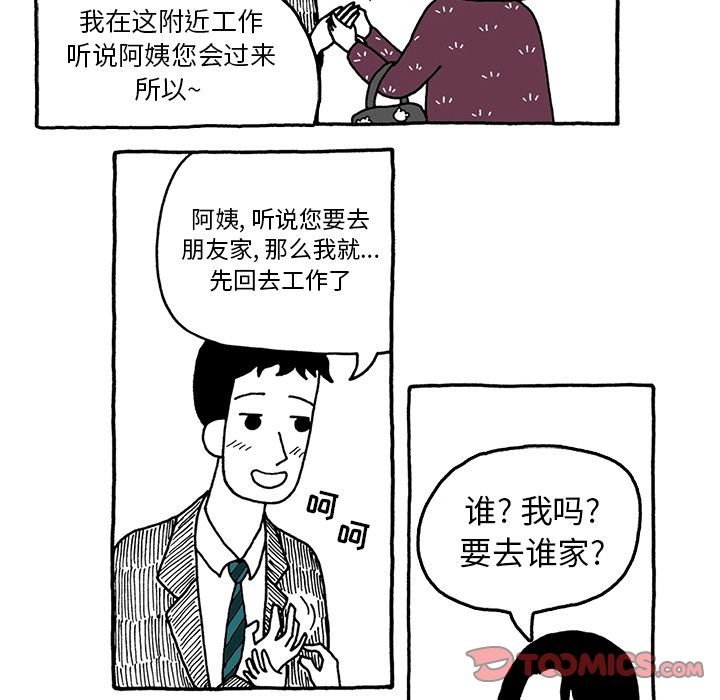 我在这附近工作
听说阿姨您会过来
所以~
阿姨, 听说您要去
朋友家, 那么我就...
先回去工作了
呵呵
谁? 我吗?
要去谁家?
TOOMICS.COM